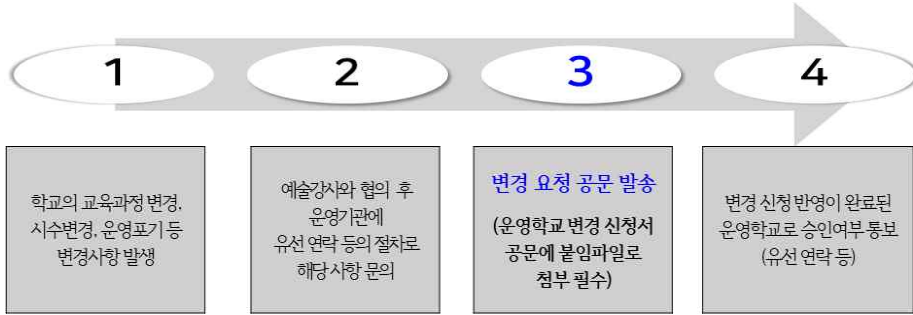 1
2
3
4
학교의 교육과정 변경,
시수변경, 운영포기 등
변경사항 발생
예술강사와 협의 후
운영기관에
유선 연락 등의 절차로
해당 사항 문의
변경 요청 공문 발송
(운영학교 변경 신청서
공문에 붙임파일로
첨부 필수)
변경 신청 반영이 완료된
운영학교로 승인여부 통보
(유선 연락 등)